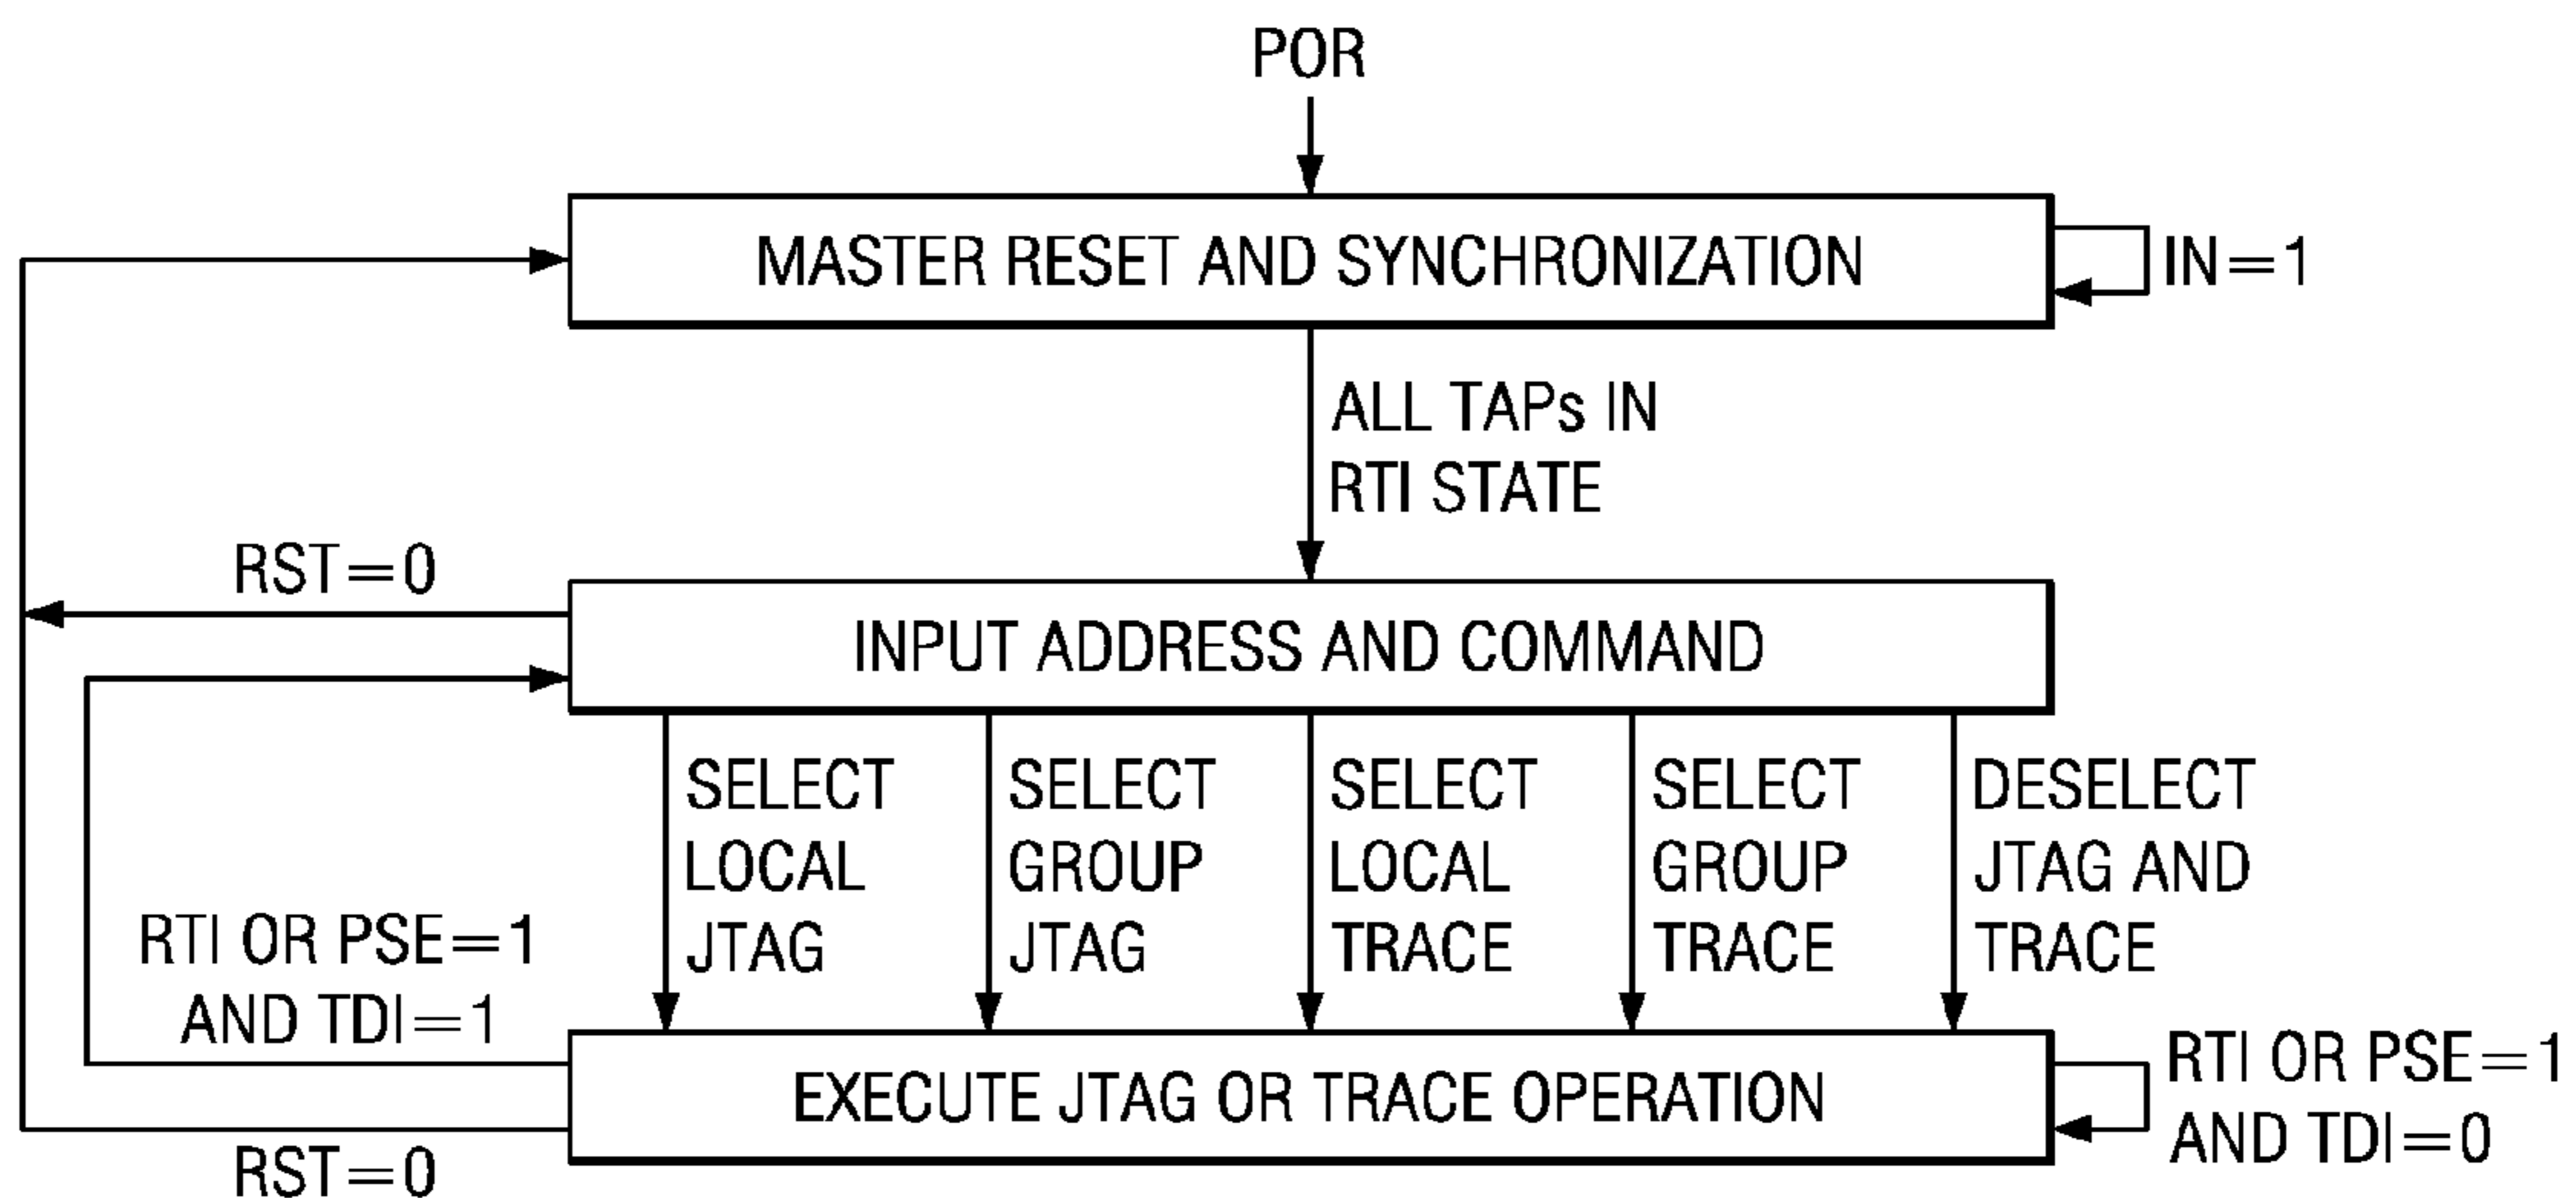 POR
MASTER RESET AND SYNCHRONIZATION
IN=1
ALL TAPs IN
RTI STATE
RST=0
INPUT ADDRESS AND COMMAND
SELECT
LOCAL
JTAG
SELECT
GROUP
JTAG
SELECT
LOCAL
TRACE
SELECT
GROUP
TRACE
DESELECT
JTAG AND
TRACE
RTI OR PSE=1
AND TDI=1
EXECUTE JTAG OR TRACE OPERATION
RTI OR PSE=1
AND TDI=0
RST=0